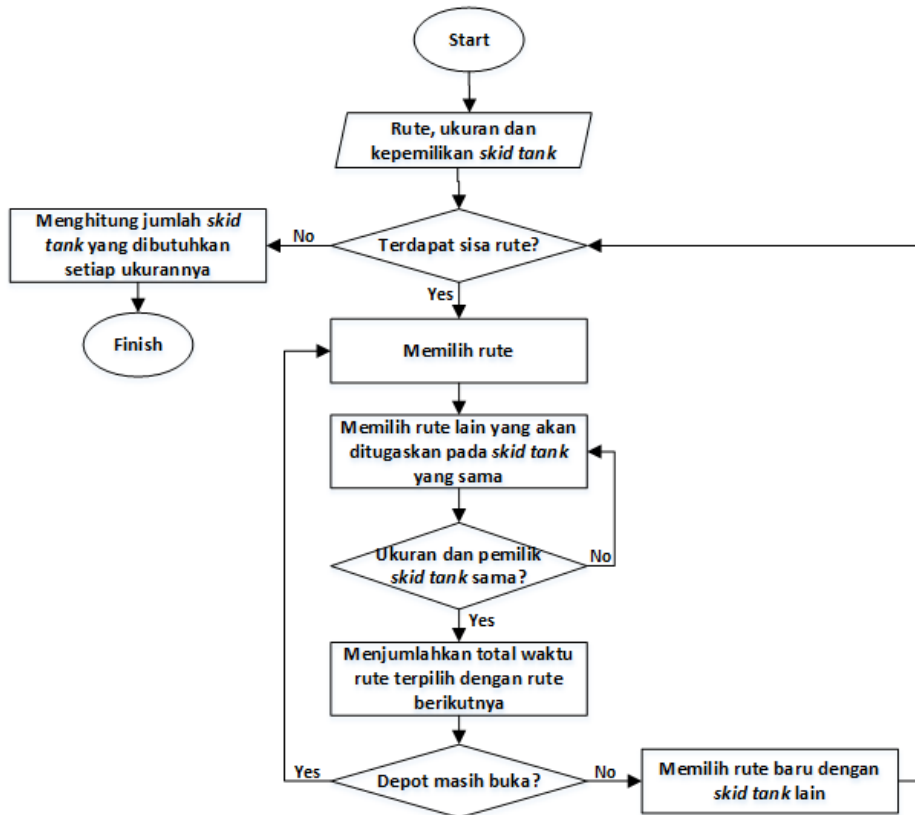 Start
Rute, ukuran dan
kepemilikan skid tank
Terdapat sisa rute?
No
Menghitung jumlah skid
tank yang dibutuhkan
setiap ukurannya
Finish
Yes
Memilih rute
Memilih rute lain yang akan
ditugaskan pada skid tank
yang sama
Ukuran dan pemilik
skid tank sama?
No
Yes
Menjumlahkan total waktu
rute terpilih dengan rute
berikutnya
Depot masih buka?
Yes
No
Memilih rute baru dengan
skid tank lain